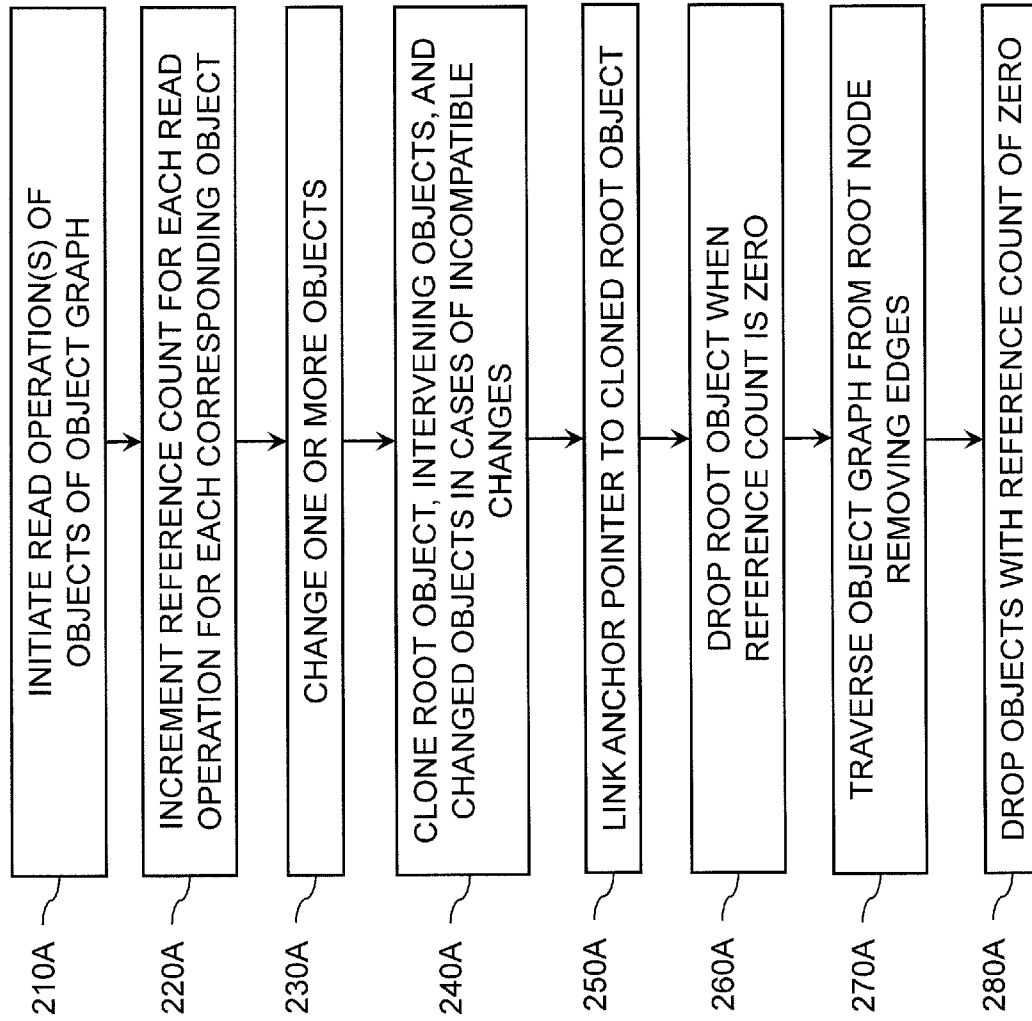 210A
INITIATE READ OPERATION(S) OF
OBJECTS OF OBJECT GRAPH
220A
INCREMENT REFERENCE COUNT FOR EACH READ
OPERATION FOR EACH CORRESPONDING OBJECT
230A
CHANGE ONE OR MORE OBJECTS
240A
CLONE ROOT OBJECT, INTERVENING OBJECTS, AND
CHANGED OBJECTS IN CASES OF INCOMPATIBLE
CHANGES
250A
LINK ANCHOR POINTER TO CLONED ROOT OBJECT
260A
DROP ROOT OBJECT WHEN
REFERENCE COUNT IS ZERO
270A
TRAVERSE OBJECT GRAPH FROM ROOT NODE
REMOVING EDGES
280A
DROP OBJECTS WITH REFERENCE COUNT OF ZERO